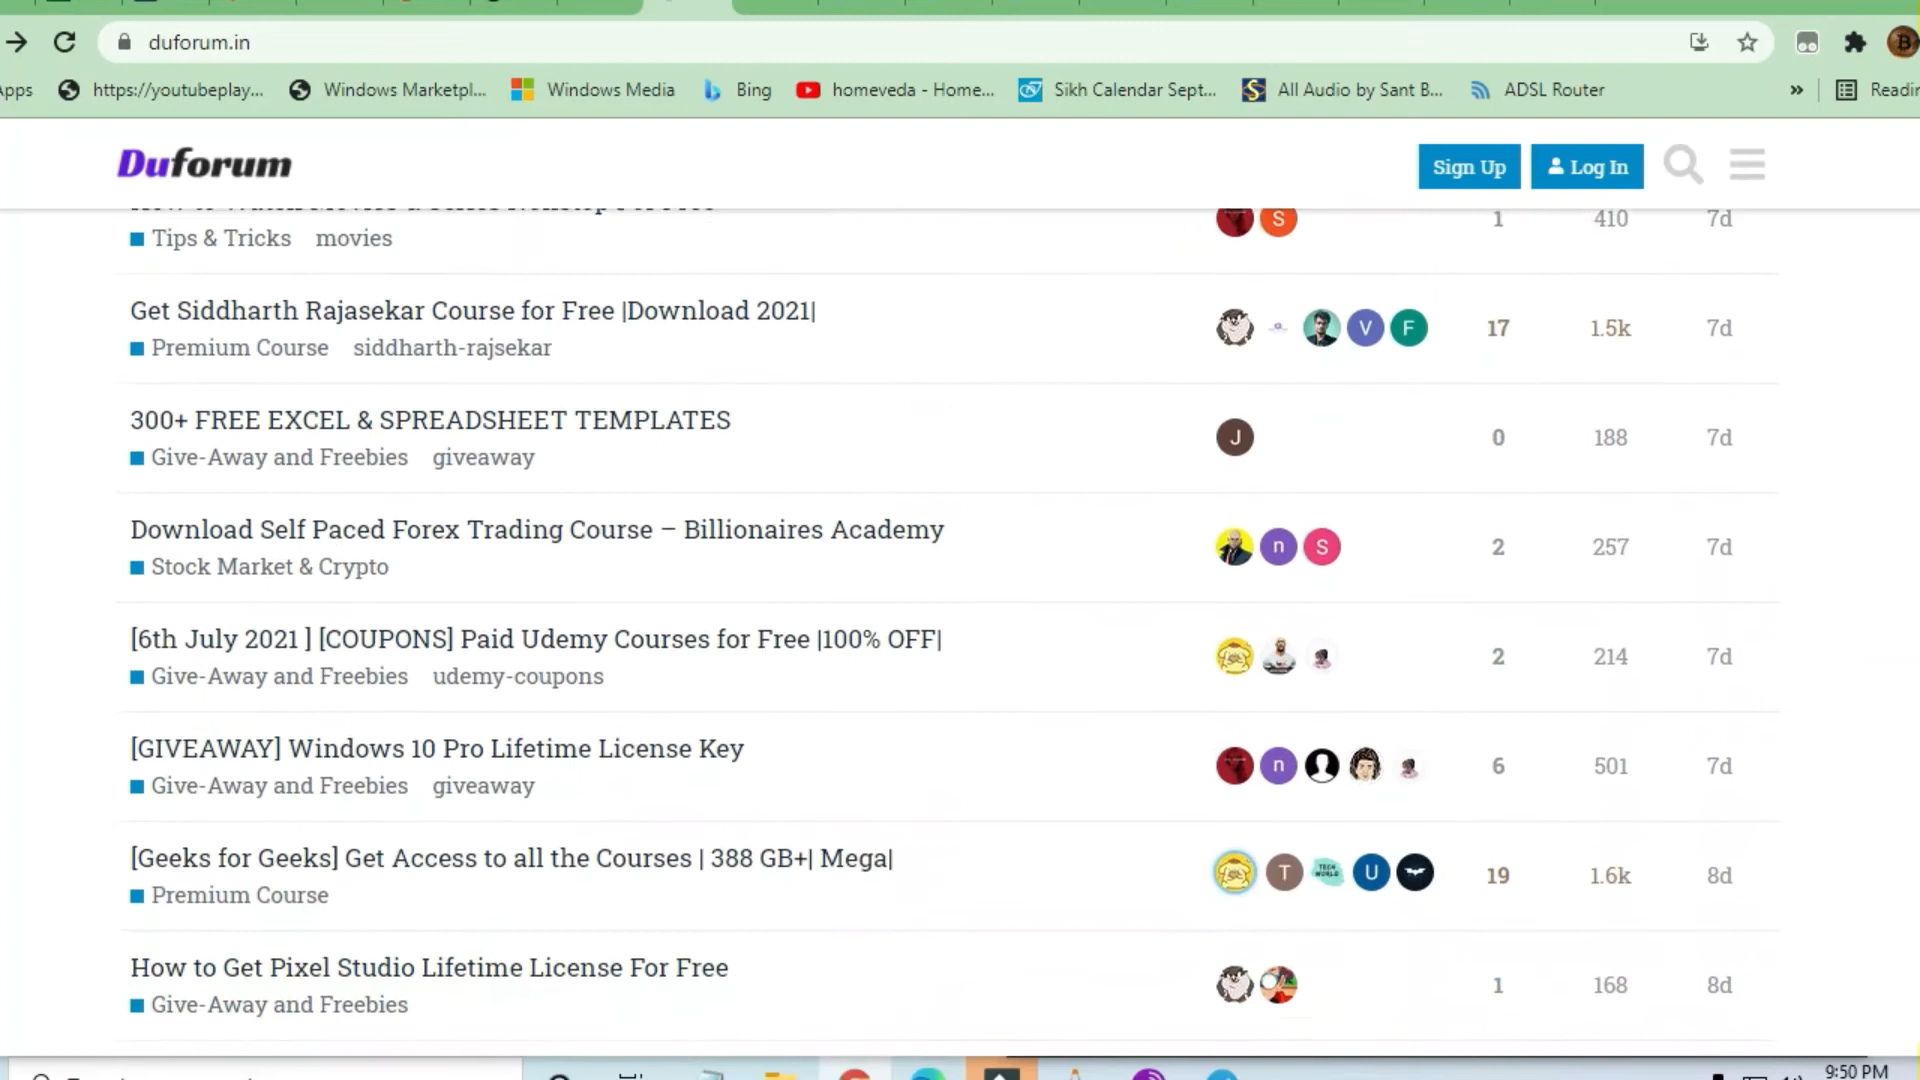 duforum.in
pps https://youtubeplay... Windows Marketpl... Windows Media Bing homeveda - Home... Sikh Calendar Sept... All Audio by Sant B... ADSL Router » Readin
Duforum Sign Up Log In
1 410 7d
Tips & Tricks movies
Get Siddharth Rajasekar Course for Free |Download 2021|
Premium Course siddharth-rajsekar
V F 17 1.5k 7d
300+ FREE EXCEL & SPREADSHEET TEMPLATES
Give-Away and Freebies giveaway
J 0 188 7d
Download Self Paced Forex Trading Course – Billionaires Academy
Stock Market & Crypto
n S 2 257 7d
[6th July 2021 ] [COUPONS] Paid Udemy Courses for Free |100% OFF|
Give-Away and Freebies udemy-coupons
2 214 7d
[GIVEAWAY] Windows 10 Pro Lifetime License Key
Give-Away and Freebies giveaway
n 6 501 7d
[Geeks for Geeks] Get Access to all the Courses | 388 GB+| Mega|
Premium Course
T TECH WORLD U 19 1.6k 8d
How to Get Pixel Studio Lifetime License For Free
Give-Away and Freebies
1 168 8d
9:50 PM